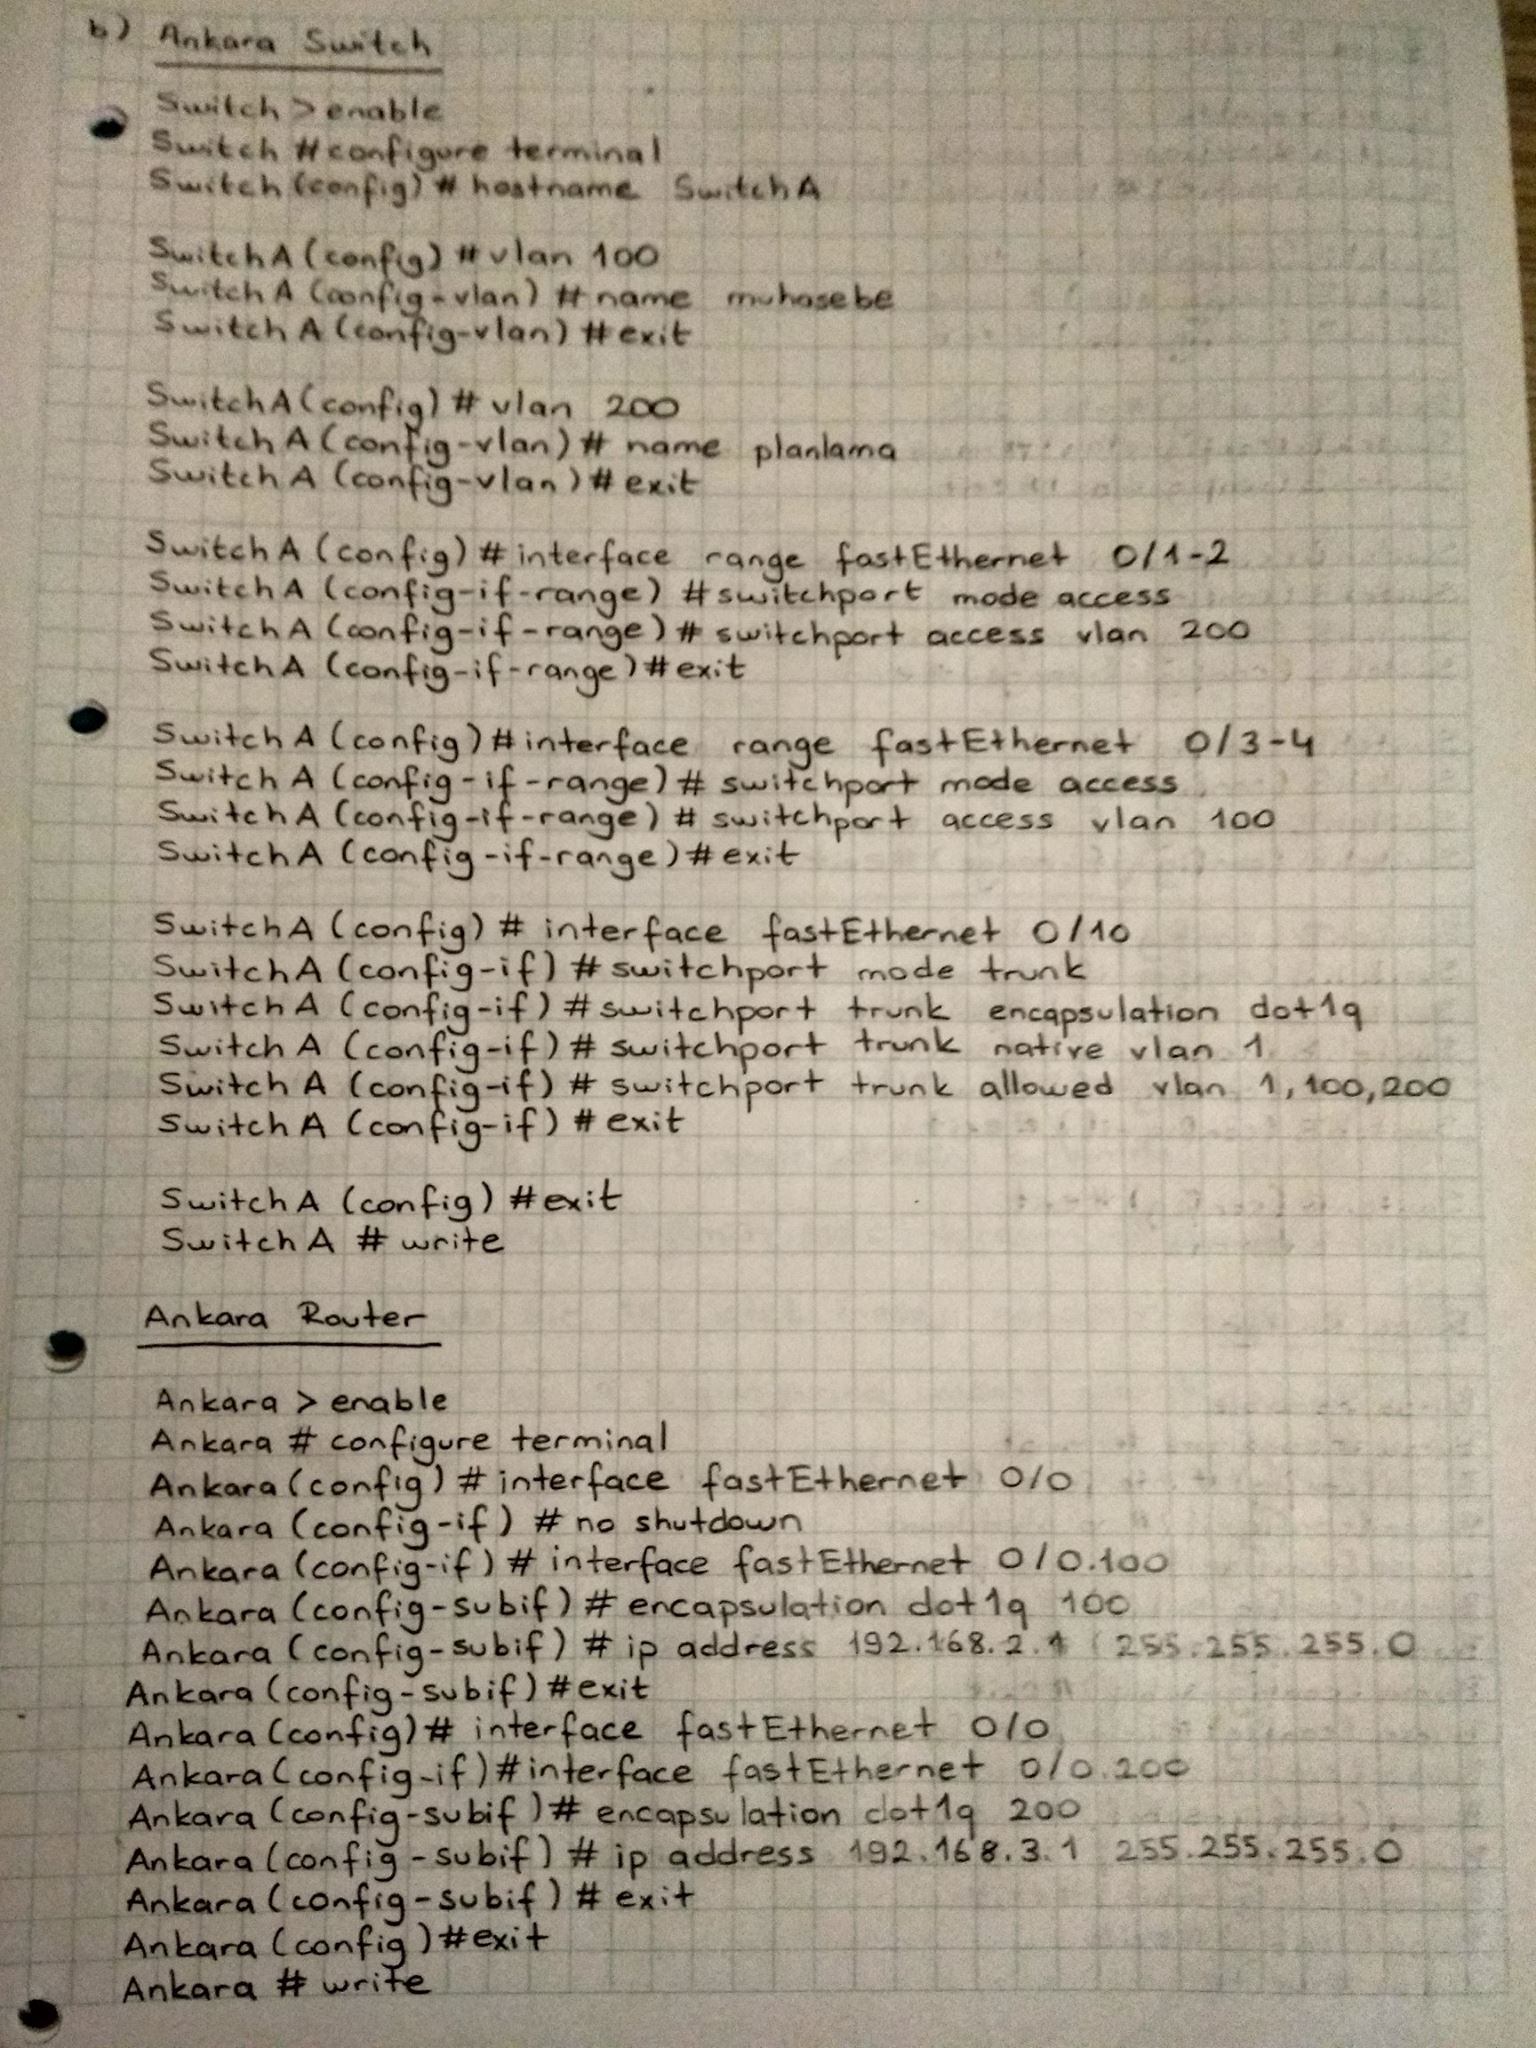 b) Ankara Switch
Switch > enable
Switch # configure terminal
Switch (config) # hostname SwitchA
SwitchA (config) # vlan 100
SwitchA (config-vlan) # name muhasebe
SwitchA (config-vlan) # exit
SwitchA (config) # vlan 200
SwitchA (config-vlan) # name planlama
SwitchA (config-vlan) # exit
SwitchA (config) # interface range fastEthernet 0/1-2
SwitchA (config-if-range) # switchport mode access
SwitchA (config-if-range) # switchport access vlan 200
SwitchA (config-if-range) # exit
SwitchA (config) # interface range fastEthernet 0/3-4
SwitchA (config-if-range) # switchport mode access
SwitchA (config-if-range) # switchport access vlan 100
SwitchA (config-if-range) # exit
SwitchA (config) # interface fastEthernet 0/10
SwitchA (config-if) # switchport mode trunk
SwitchA (config-if) # switchport trunk encapsulation dot1q
SwitchA (config-if) # switchport trunk native vlan 1
SwitchA (config-if) # switchport trunk allowed vlan 1,100,200
SwitchA (config-if) # exit
SwitchA (config) # exit
SwitchA # write
Ankara Router
Ankara > enable
Ankara # configure terminal
Ankara (config) # interface fastEthernet 0/0
Ankara (config-if) # no shutdown
Ankara (config-if) # interface fastEthernet 0/0.100
Ankara (config-subif) # encapsulation dot1q 100
Ankara (config-subif) # ip address 192.168.2.1 255.255.255.0
Ankara (config-subif) # exit
Ankara (config) # interface fastEthernet 0/0
Ankara (config-if) # interface fastEthernet 0/0.200
Ankara (config-subif) # encapsulation dot1q 200
Ankara (config-subif) # ip address 192.168.3.1 255.255.255.0
Ankara (config-subif) # exit
Ankara (config) # exit
Ankara # write